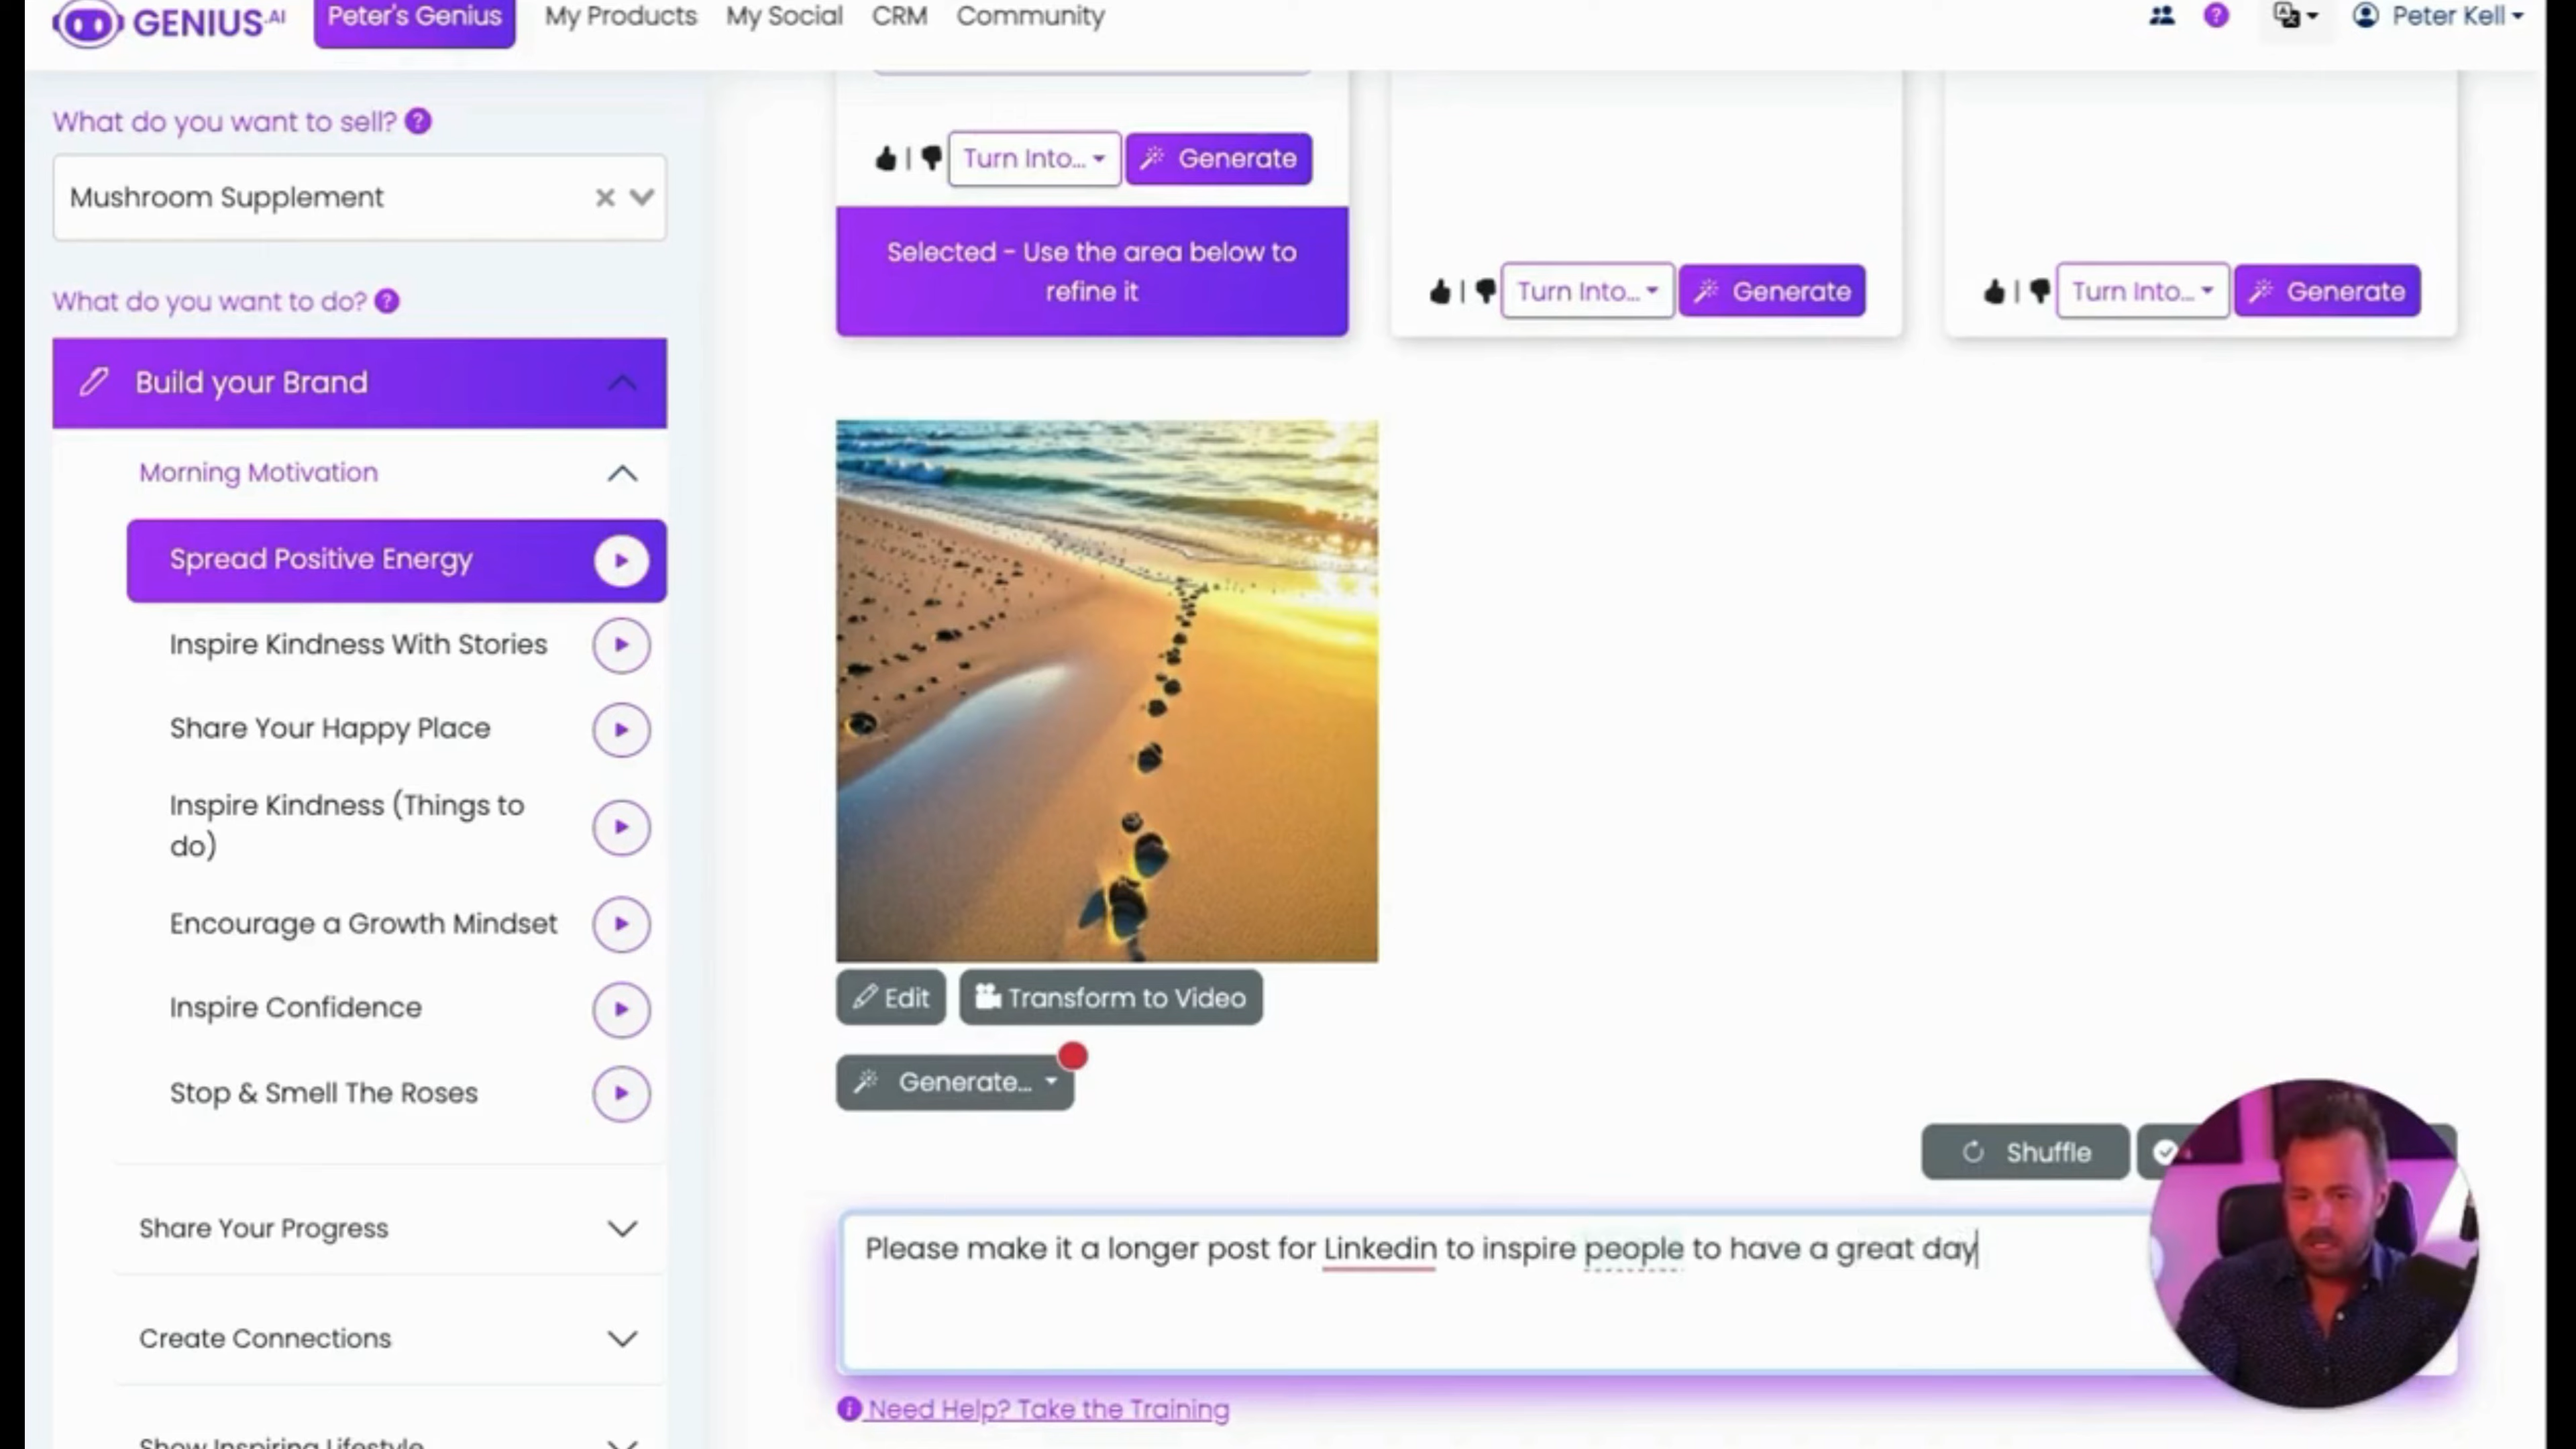 GENIUS.AI
Peter's Genius
My Products
My Social
CRM
Community
Peter Kell
What do you want to sell?
Mushroom Supplement
What do you want to do?
Build your Brand
Morning Motivation
Spread Positive Energy
Inspire Kindness With Stories
Share Your Happy Place
Inspire Kindness (Things to
do)
Encourage a Growth Mindset
Inspire Confidence
Stop & Smell The Roses
Share Your Progress
Create Connections
Show Inspiring Lifestyle
Turn Into...
Generate
Selected - Use the area below to
refine it
Turn Into...
Generate
Turn Into...
Generate
Edit
Transform to Video
Generate...
Shuffle
Please make it a longer post for Linkedin to inspire people to have a great day
Need Help? Take the Training